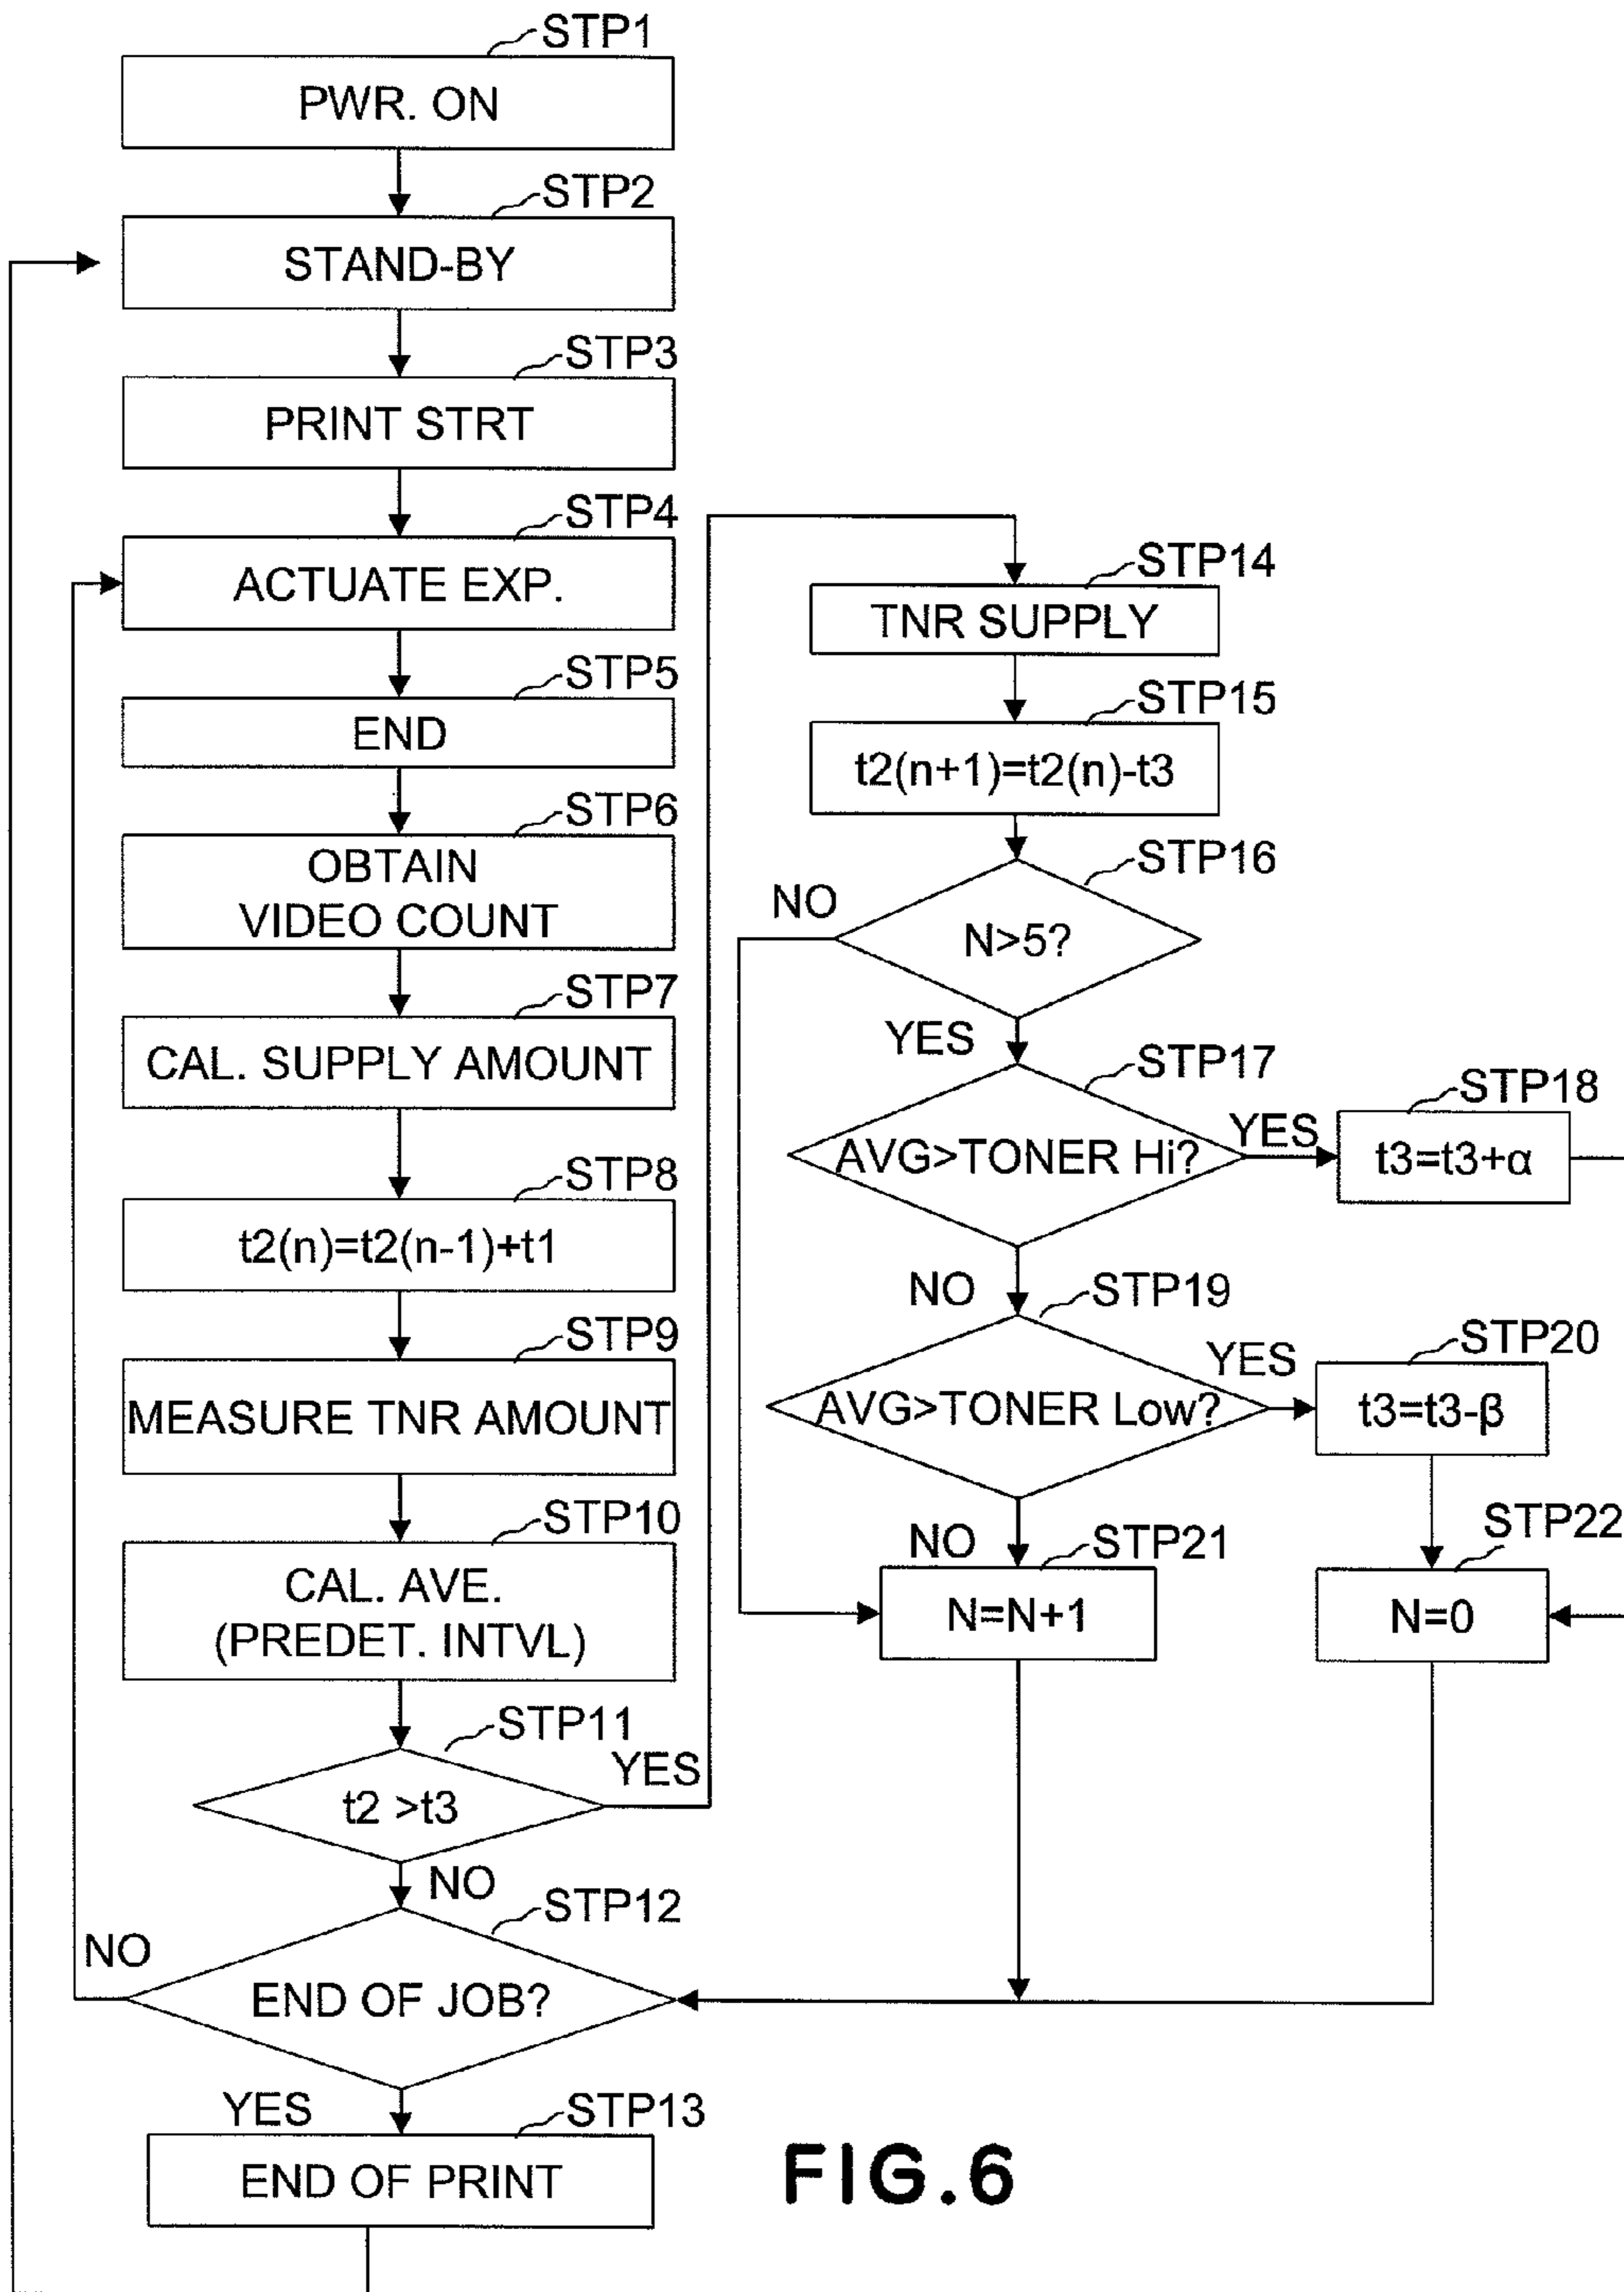 STP1
PWR. ON
STP2
STAND-BY
STP3
PRINT STRT
STP4
ACTUATE EXP.
STP5
END
STP6
OBTAIN
VIDEO COUNT
STP7
CAL. SUPPLY AMOUNT
STP8
t2(n)=t2(n-1)+t1
STP9
MEASURE TNR AMOUNT
STP10
CAL. AVE.
(PREDET. INTVL)
STP11
t2 >t3
YES
NO
STP12
NO
END OF JOB?
YES
STP13
END OF PRINT
STP14
TNR SUPPLY
STP15
t2(n+1)=t2(n)-t3
STP16
NO
N>5?
YES
STP17
AVG>TONER Hi?
YES
STP18
t3=t3+α
NO
STP19
AVG>TONER Low?
YES
STP20
t3=t3-β
NO
STP21
N=N+1
STP22
N=0
FIG.6